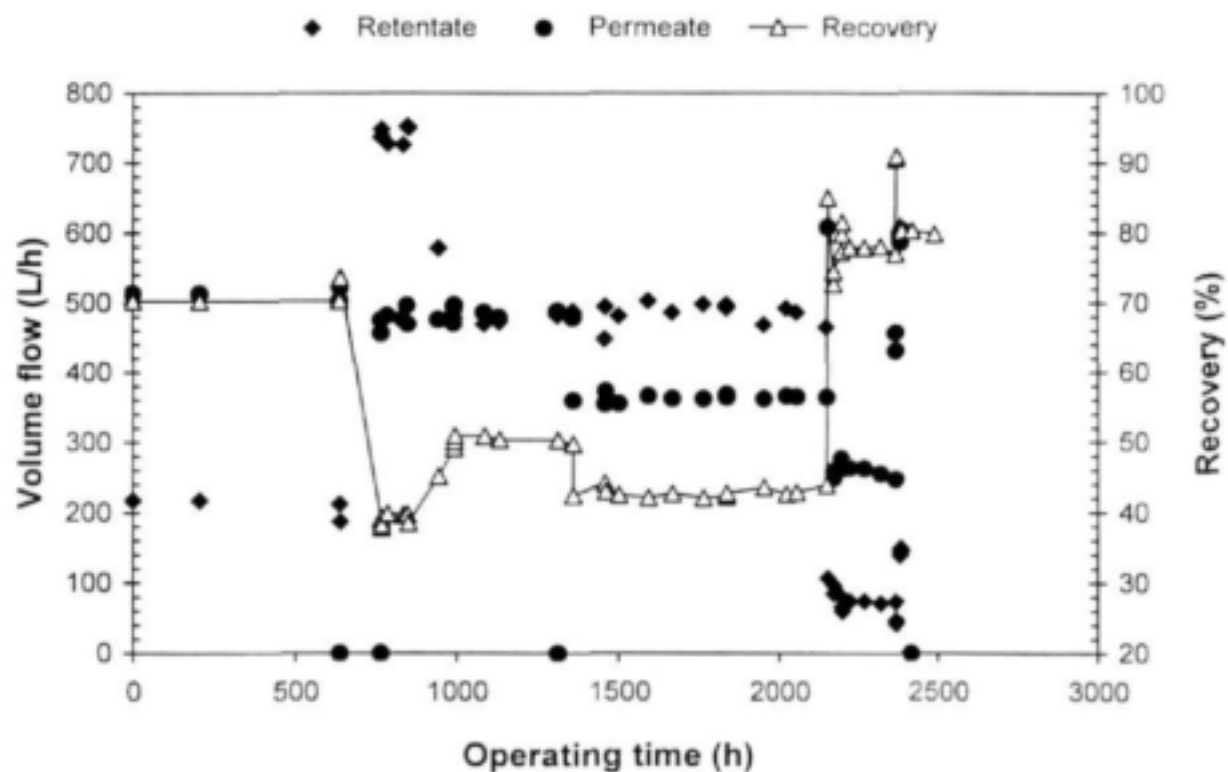 Retentate Permeate Recovery
800 100
700 90
600 80
500 70
400 60
300 50
200 40
100 30
0 20
0 500 1000 1500 2000 2500 3000
Volume flow (L/h)
Recovery (%)
Operating time (h)